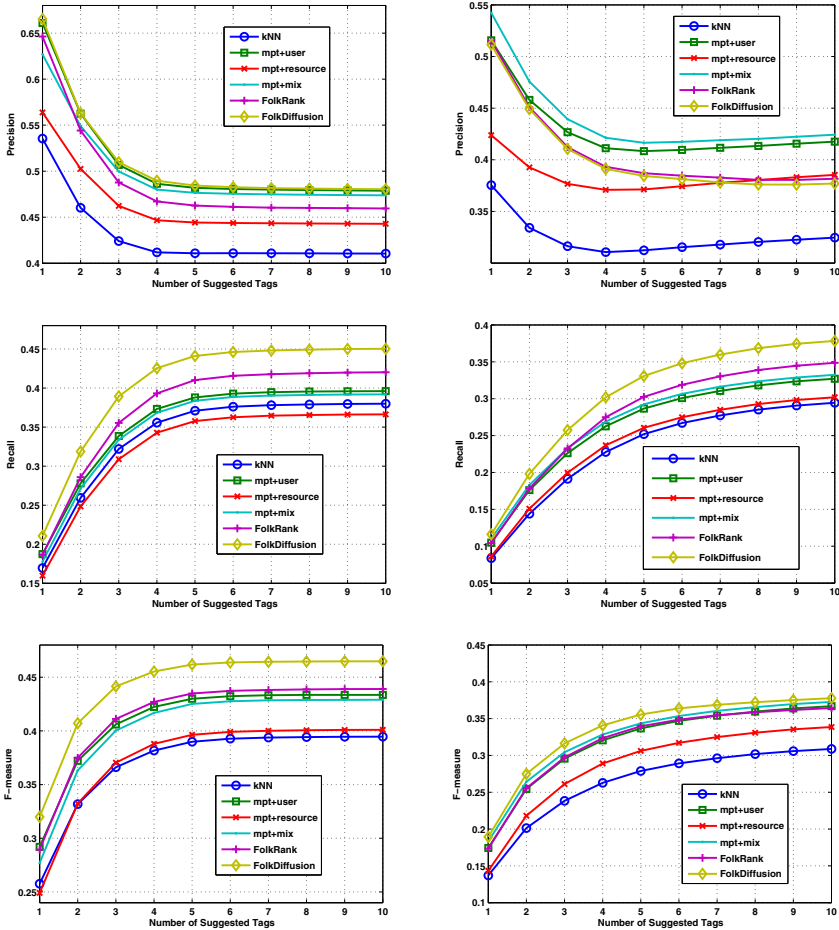 0.65
0.6
0.55
0.5
0.45
0.4
Precision
kNN
mpt+user
mpt+resource
mpt+mix
FolkRank
FolkDiffusion
1 2 3 4 5 6 7 8 9 10
Number of Suggested Tags
0.55
0.5
0.45
0.4
0.35
Precision
kNN
mpt+user
mpt+resource
mpt+mix
FolkRank
FolkDiffusion
1 2 3 4 5 6 7 8 9 10
Number of Suggested Tags
0.45
0.4
0.35
0.3
0.25
0.2
0.15
Recall
kNN
mpt+user
mpt+resource
mpt+mix
FolkRank
FolkDiffusion
1 2 3 4 5 6 7 8 9 10
Number of Suggested Tags
0.4
0.35
0.3
0.25
0.2
0.15
0.1
0.05
Recall
kNN
mpt+user
mpt+resource
mpt+mix
FolkRank
FolkDiffusion
1 2 3 4 5 6 7 8 9 10
Number of Suggested Tags
0.45
0.4
0.35
0.3
0.25
F-measure
kNN
mpt+user
mpt+resource
mpt+mix
FolkRank
FolkDiffusion
1 2 3 4 5 6 7 8 9 10
Number of Suggested Tags
0.45
0.4
0.35
0.3
0.25
0.2
0.15
0.1
F-measure
kNN
mpt+user
mpt+resource
mpt+mix
FolkRank
FolkDiffusion
1 2 3 4 5 6 7 8 9 10
Number of Suggested Tags